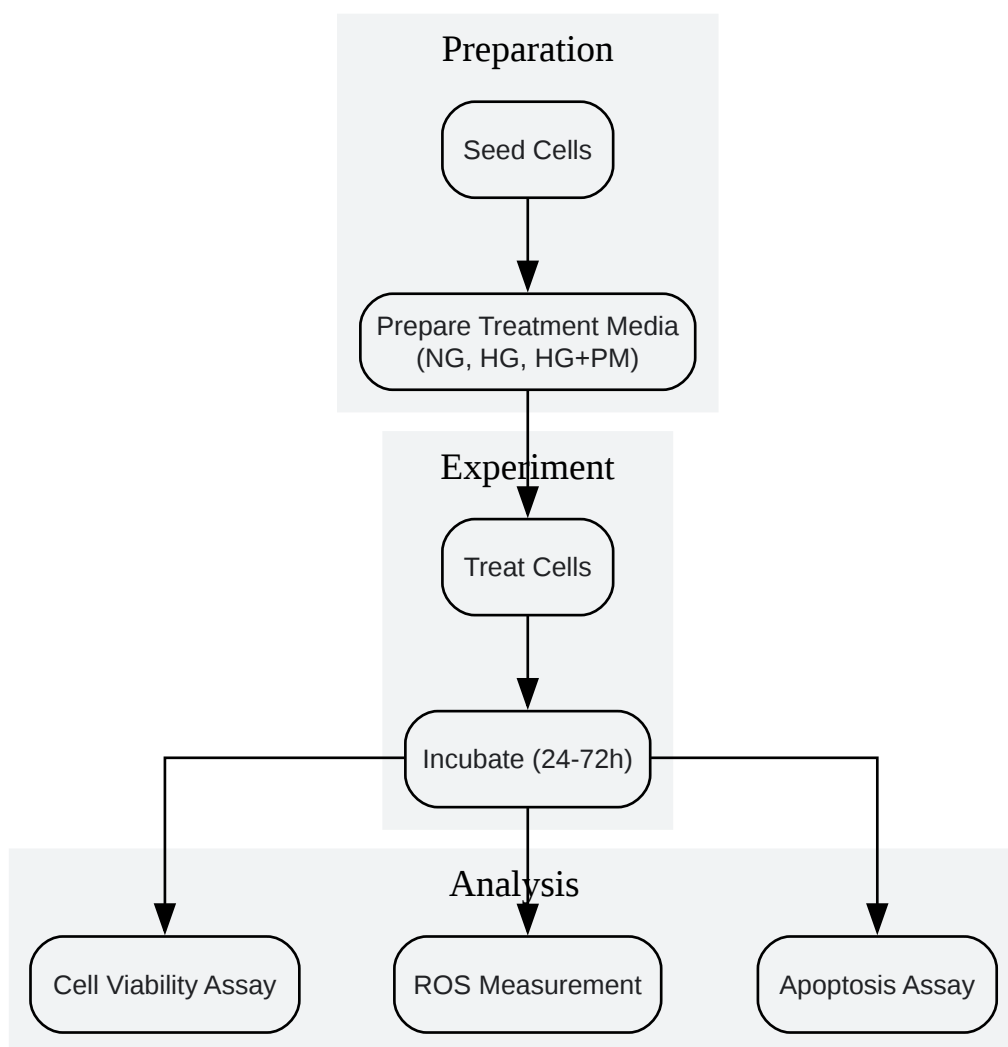 Preparation
Seed Cells
Prepare Treatment Media
(NG, HG, HG+PM)
Experiment
Treat Cells
Incubate (24-72h)
Analysis
Cell Viability Assay
ROS Measurement
Apoptosis Assay